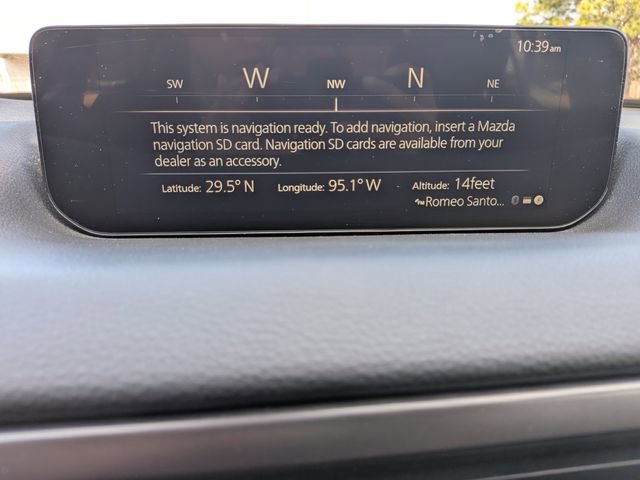 10:39am
SW W NW N NE
This system is navigation ready. To add navigation, insert a Mazda
navigation SD card. Navigation SD cards are available from your
dealer as an accessory.
Latitude: 29.5° N Longitude: 95.1° W Altitude: 14feet
Romeo Santo...